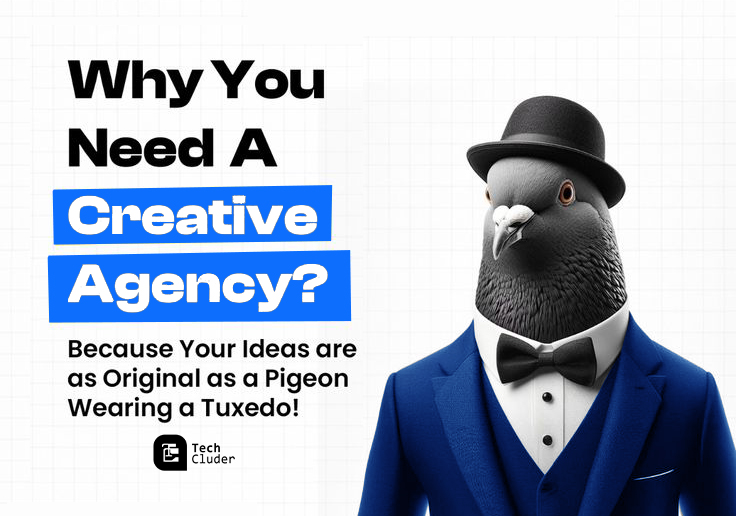 Why You
Need A
Creative
Agency?
Because Your Ideas are
as Original as a Pigeon
Wearing a Tuxedo!
Tech
Cluder